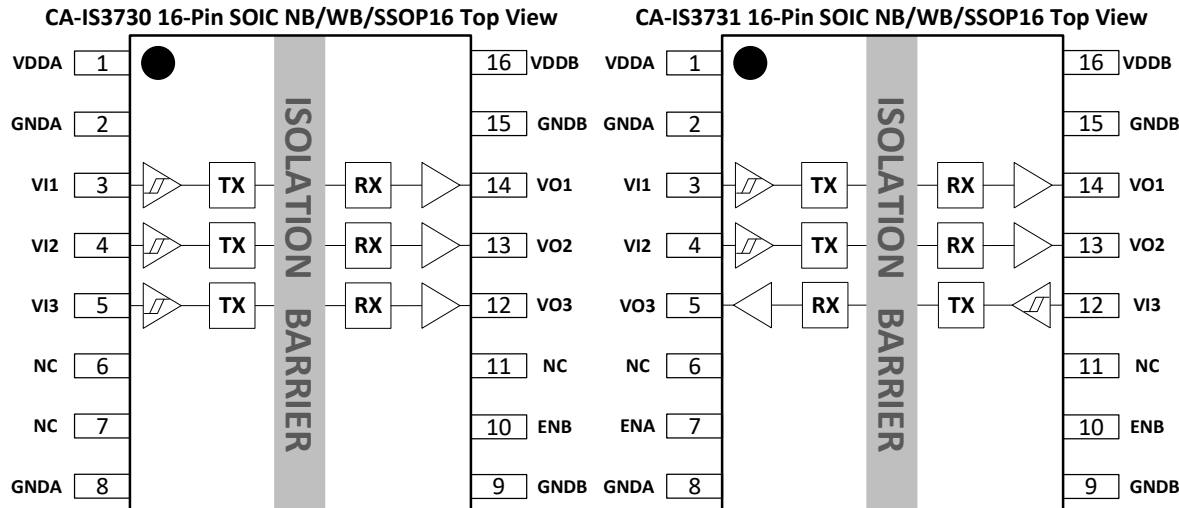 CA-IS3730 16-Pin SOIC NB/WB/SSOP16 Top View
VDDA 1 16 VDDB
GNDA 2 15 GNDB
VI1 3 TX RX 14 VO1
VI2 4 TX RX 13 VO2
VI3 5 TX RX 12 VO3
NC 6 11 NC
NC 7 10 ENB
GNDA 8 9 GNDB
ISOLATION BARRIER
CA-IS3731 16-Pin SOIC NB/WB/SSOP16 Top View
VDDA 1 16 VDDB
GNDA 2 15 GNDB
VI1 3 TX RX 14 VO1
VI2 4 TX RX 13 VO2
VO3 5 RX TX 12 VI3
NC 6 11 NC
ENA 7 10 ENB
GNDA 8 9 GNDB
ISOLATION BARRIER